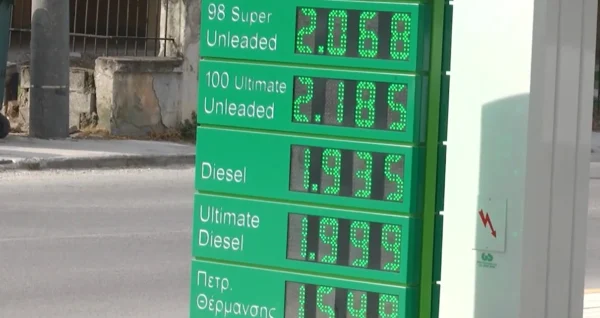 98 Super
Unleaded
2.068
100 Ultimate
Unleaded
2.185
Diesel
1.935
Ultimate
Diesel
1.999
Πετρ.
Θέρμανσης